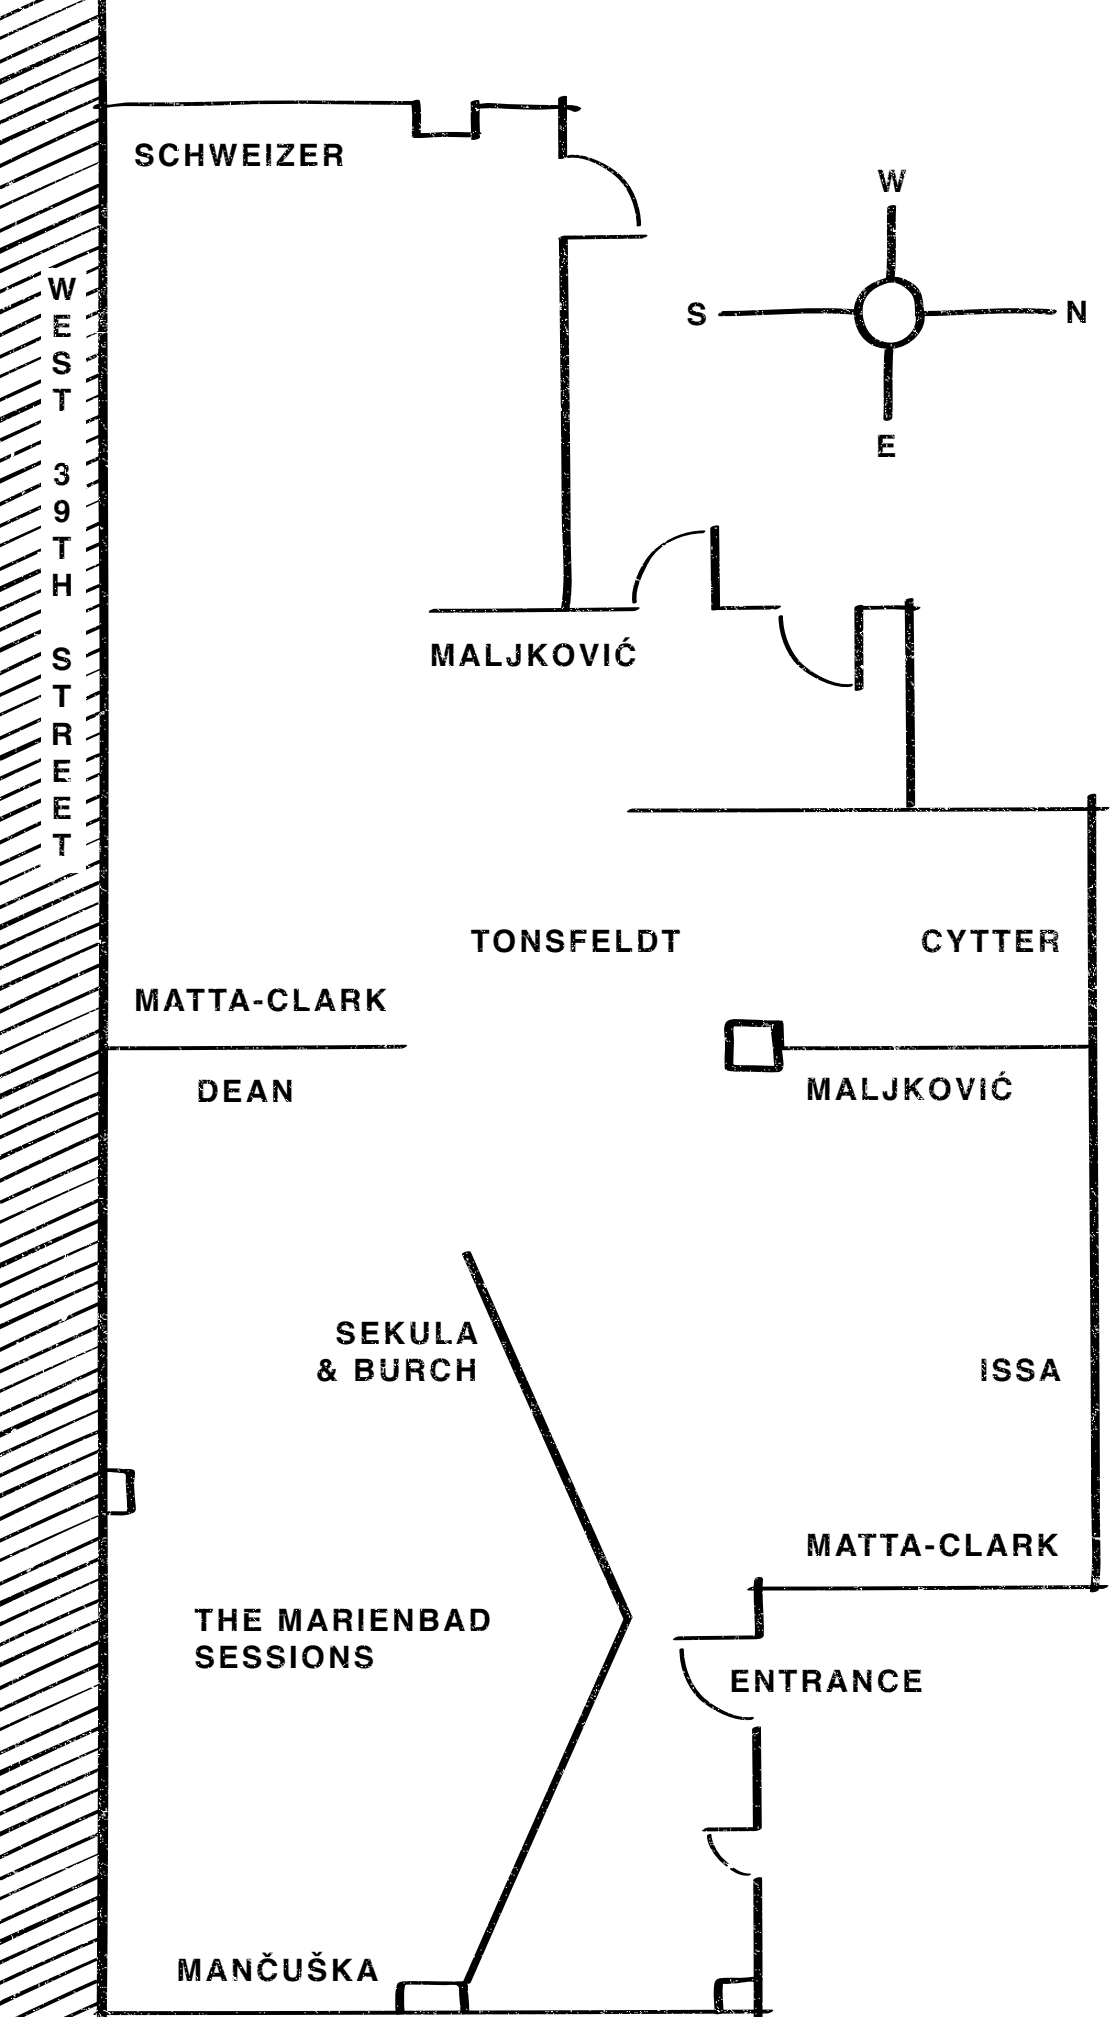 SCHWEIZER
W
S
N
E
WEST 39TH STREET
MALJKOVIĆ
TONSFELDT
CYTTER
MATTA-CLARK
DEAN
MALJKOVIĆ
SEKULA
& BURCH
ISSA
MATTA-CLARK
THE MARIENBAD
SESSIONS
ENTRANCE
MANČUŠKA